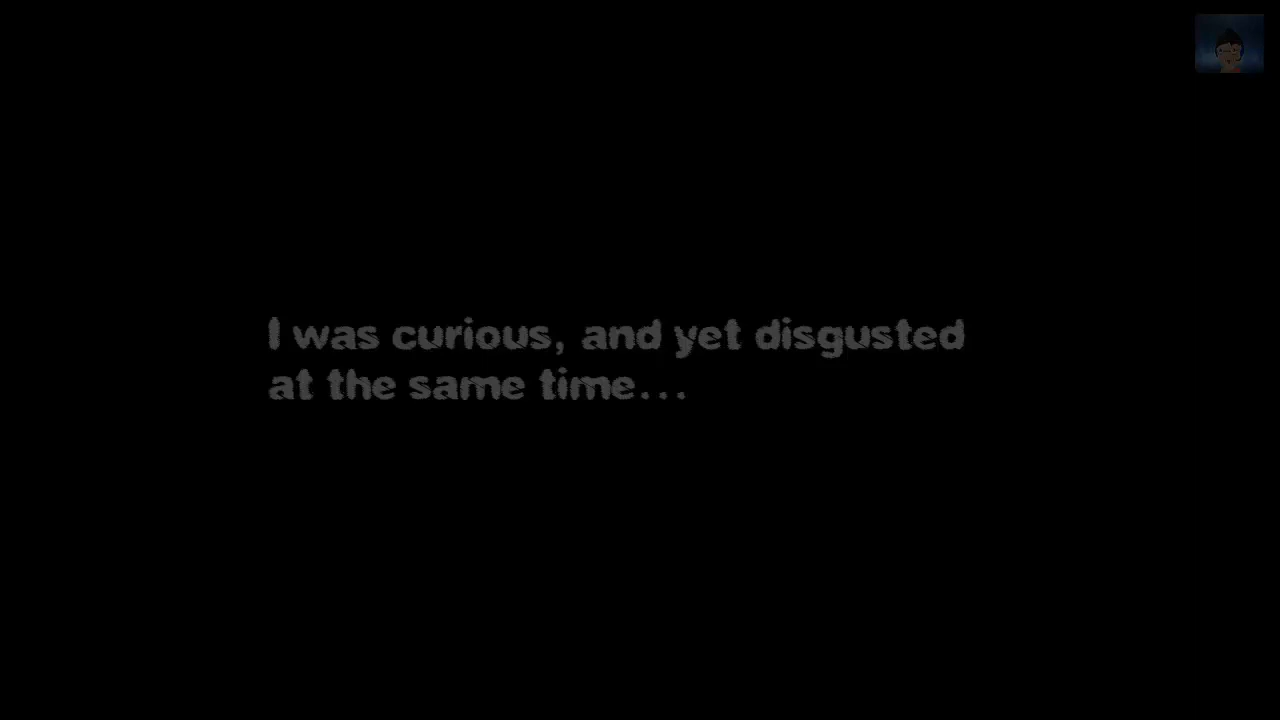 I was curious, and yet disgusted
at the same time...